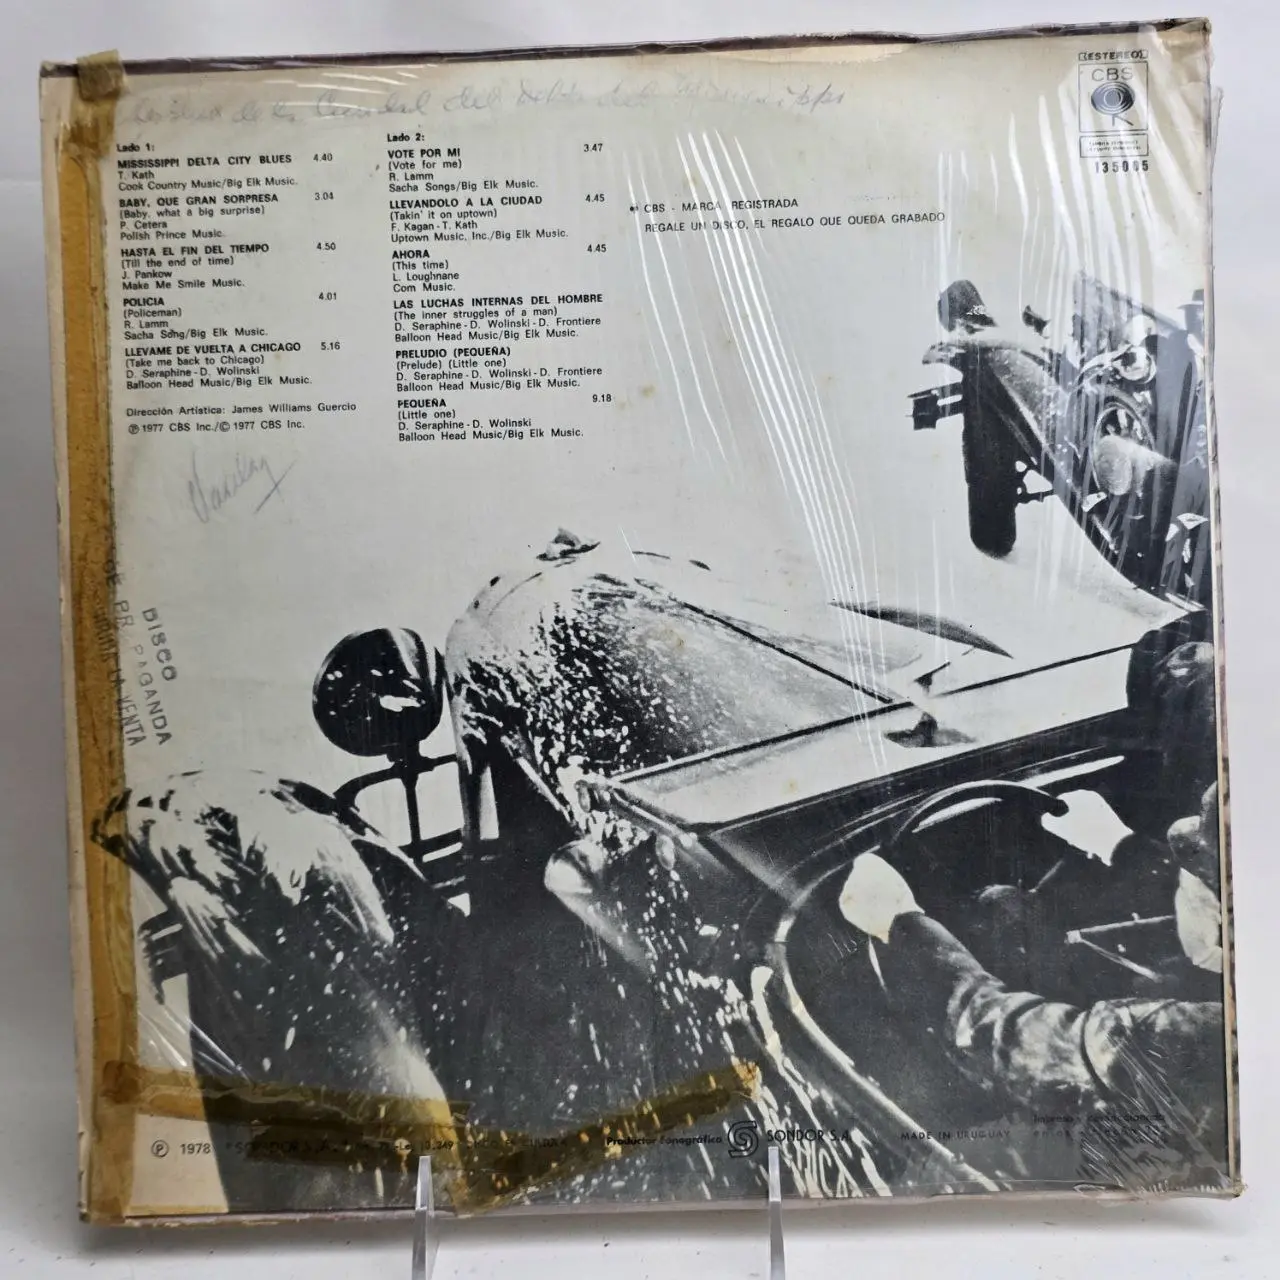 ESTEREO
CBS
135005
Ciudad del Delta del
Lado 1:
MISSISSIPPI DELTA CITY BLUES 4.40
T. Kath
Cook Country Music/Big Elk Music.
BABY, QUE GRAN SORPRESA 3.04
(Baby, what a big surprise)
P. Cetera
Polish Prince Music.
HASTA EL FIN DEL TIEMPO 4.50
(Till the end of time)
J. Pankow
Make Me Smile Music.
POLICIA 4.01
(Policeman)
R. Lamm
Sacha Song/Big Elk Music.
LLEVAME DE VUELTA A CHICAGO 5.16
(Take me back to Chicago)
D. Seraphine - D. Wolinski
Balloon Head Music/Big Elk Music.
Dirección Artística: James Williams Guercio
Ⓟ 1977 CBS Inc./© 1977 CBS Inc.
Lado 2:
VOTE POR MI 3.47
(Vote for me)
R. Lamm
Sacha Songs/Big Elk Music.
LLEVANDOLO A LA CIUDAD 4.45
(Takin' it on uptown)
F. Kagan - T. Kath
Uptown Music, Inc./Big Elk Music.
AHORA 4.45
(This time)
L. Loughnane
Com Music.
LAS LUCHAS INTERNAS DEL HOMBRE
(The inner struggles of a man)
D. Seraphine - D. Wolinski - D. Frontiere
Balloon Head Music/Big Elk Music.
PRELUDIO (PEQUEÑA)
(Prelude) (Little one)
D. Seraphine - D. Wolinski - D. Frontiere
Balloon Head Music/Big Elk Music.
PEQUEÑA 9.18
(Little one)
D. Seraphine - D. Wolinski
Balloon Head Music/Big Elk Music.
CBS - MARCA REGISTRADA
REGALE UN DISCO, EL REGALO QUE QUEDA GRABADO
DISCO
DE PROPAGANDA
LA VENTA
Ⓟ 1978 SONDOR S.A.
Productor Fonográfico SONDOR S.A.
MADE IN URUGUAY